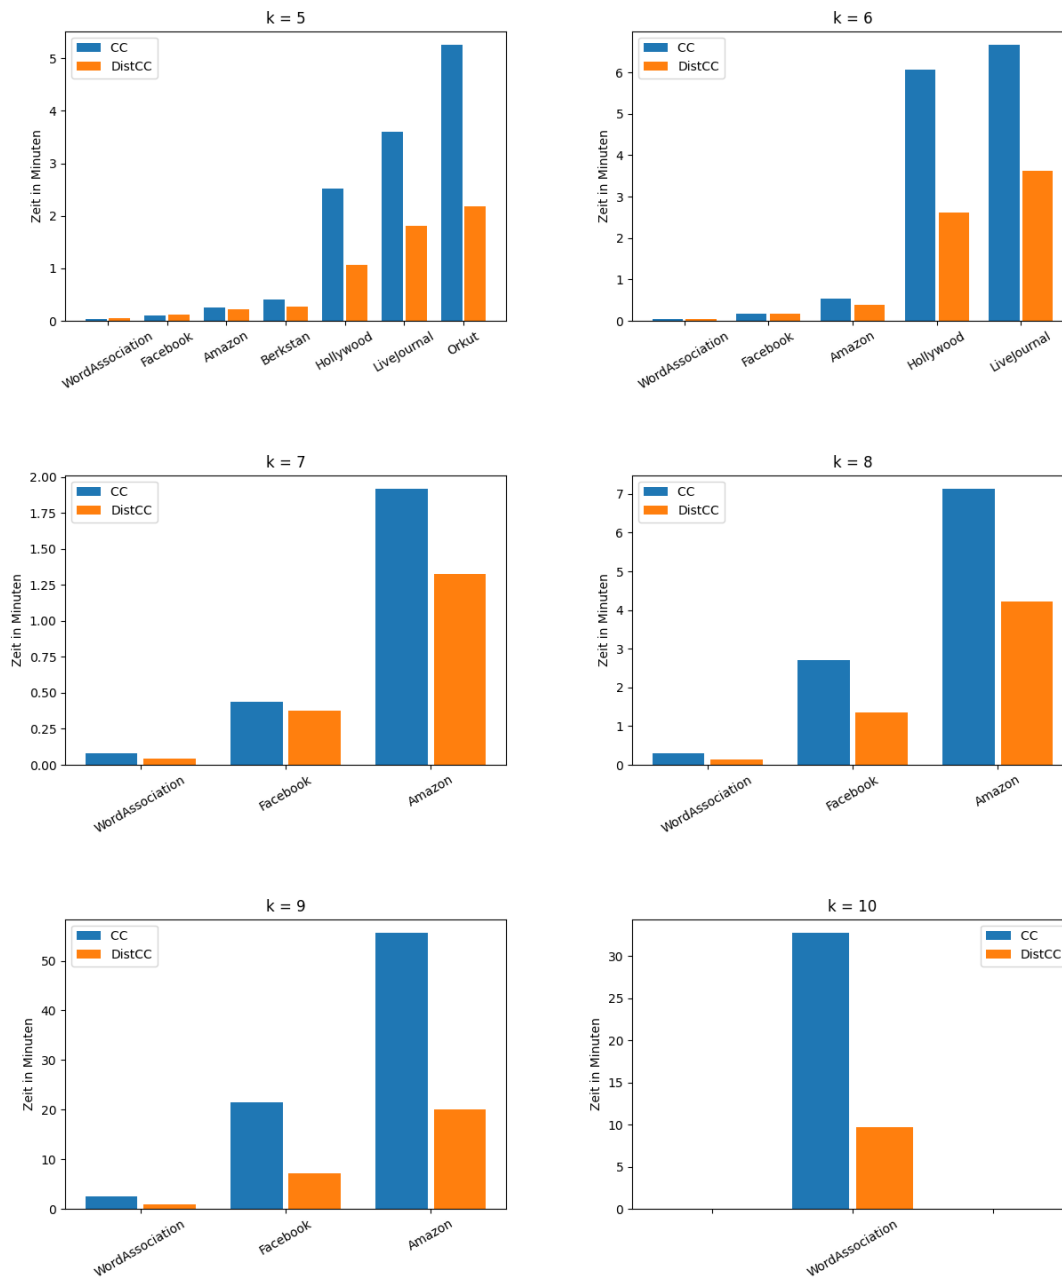 k = 5
CC
DistCC
Zeit in Minuten
5
4
3
2
1
0
WordAssociation
Facebook
Amazon
Berkstan
Hollywood
LiveJournal
Orkut
k = 6
CC
DistCC
Zeit in Minuten
6
5
4
3
2
1
0
WordAssociation
Facebook
Amazon
Hollywood
LiveJournal
k = 7
CC
DistCC
Zeit in Minuten
2.00
1.75
1.50
1.25
1.00
0.75
0.50
0.25
0.00
WordAssociation
Facebook
Amazon
k = 8
CC
DistCC
Zeit in Minuten
7
6
5
4
3
2
1
0
WordAssociation
Facebook
Amazon
k = 9
CC
DistCC
Zeit in Minuten
50
40
30
20
10
0
WordAssociation
Facebook
Amazon
k = 10
CC
DistCC
Zeit in Minuten
30
25
20
15
10
5
0
WordAssociation